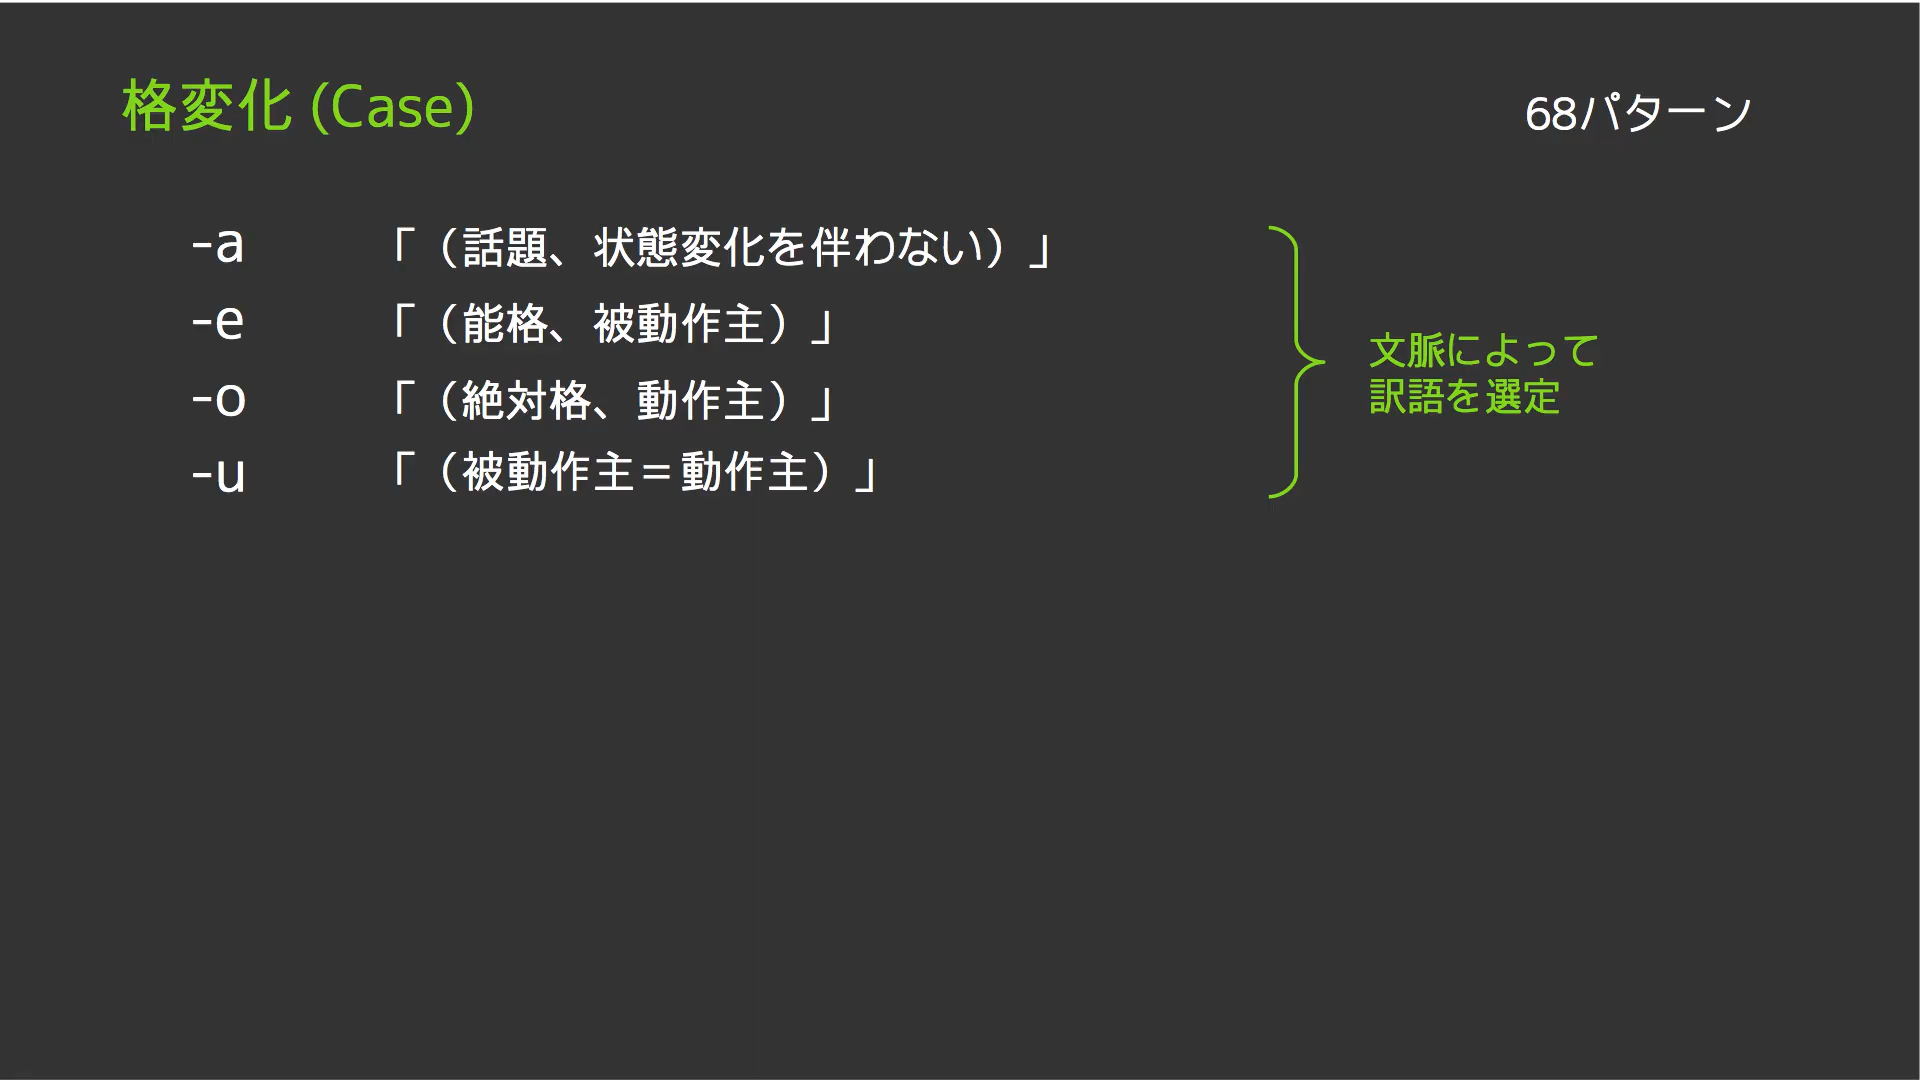 格変化 (Case)
68パターン
-a 「（話題、状態変化を伴わない）」
-e 「（能格、被動作主）」
-o 「（絶対格、動作主）」
-u 「（被動作主＝動作主）」
文脈によって
訳語を選定